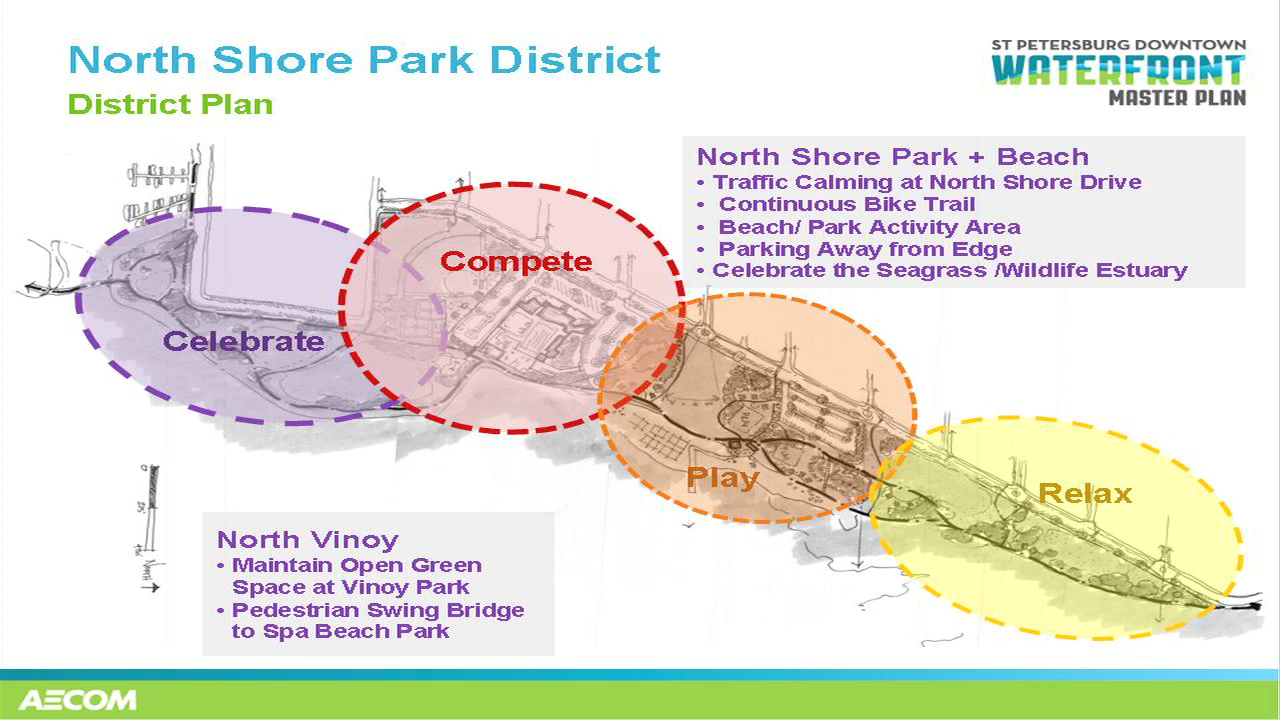 North Shore Park District
District Plan
ST PETERSBURG DOWNTOWN
WATERFRONT
MASTER PLAN
North Shore Park + Beach
• Traffic Calming at North Shore Drive
• Continuous Bike Trail
• Beach/ Park Activity Area
• Parking Away from Edge
• Celebrate the Seagrass /Wildlife Estuary
Compete
Celebrate
Play
Relax
North Vinoy
• Maintain Open Green
Space at Vinoy Park
• Pedestrian Swing Bridge
to Spa Beach Park
NORTH
AECOM